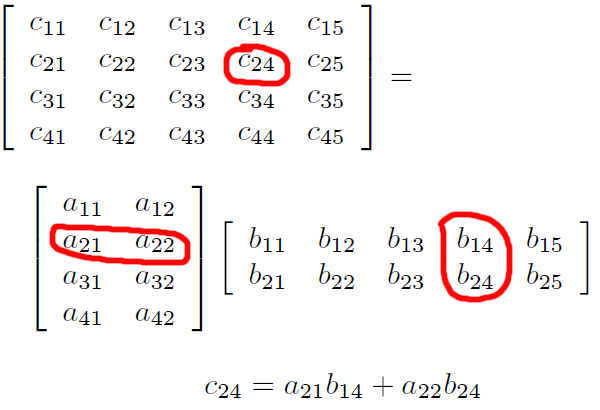 c₁₁ c₁₂ c₁₃ c₁₄ c₁₅
c₂₁ c₂₂ c₂₃ c₂₄ c₂₅
=
c₃₁ c₃₂ c₃₃ c₃₄ c₃₅
c₄₁ c₄₂ c₄₃ c₄₄ c₄₅
a₁₁ a₁₂
a₂₁ a₂₂
a₃₁ a₃₂
a₄₁ a₄₂
b₁₁ b₁₂ b₁₃ b₁₄ b₁₅
b₂₁ b₂₂ b₂₃ b₂₄ b₂₅
c₂₄ = a₂₁b₁₄ + a₂₂b₂₄